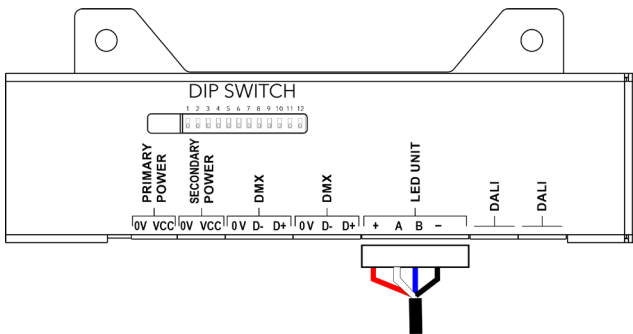 DIP SWITCH
1 2 3 4 5 6 7 8 9 10 11 12
PRIMARY
POWER
SECONDARY
POWER
DMX
DMX
LED UNIT
DALI
DALI
0V VCC 0V VCC 0V D- D+ 0V D- D+ + A B −